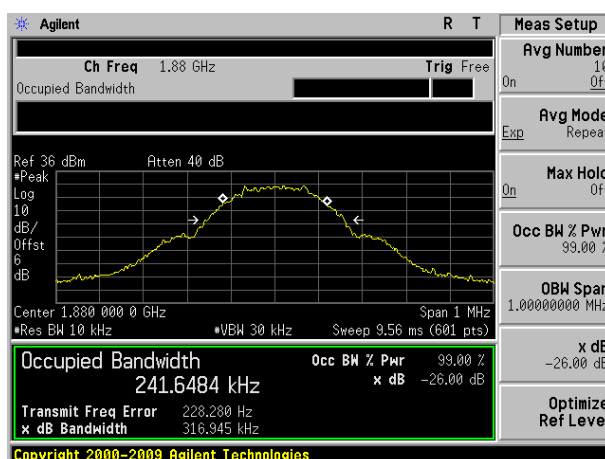 Agilent R T
Meas Setup
Ch Freq 1.88 GHz Trig Free
Occupied Bandwidth
Avg Number
10
On Off
Avg Mode
Exp Repeat
Ref 36 dBm Atten 40 dB
#Peak
Log
10
dB/
Offst
6
dB
Max Hold
On Off
Occ BW % Pwr
99.00 %
OBW Span
1.00000000 MHz
Center 1.880 000 0 GHz Span 1 MHz
#Res BW 10 kHz #VBW 30 kHz Sweep 9.56 ms (601 pts)
Occupied Bandwidth Occ BW % Pwr 99.00 %
241.6484 kHz x dB -26.00 dB
Transmit Freq Error 228.280 Hz
x dB Bandwidth 316.945 kHz
x dB
-26.00 dB
Optimize
Ref Level
Copyright 2000-2009 Agilent Technologies